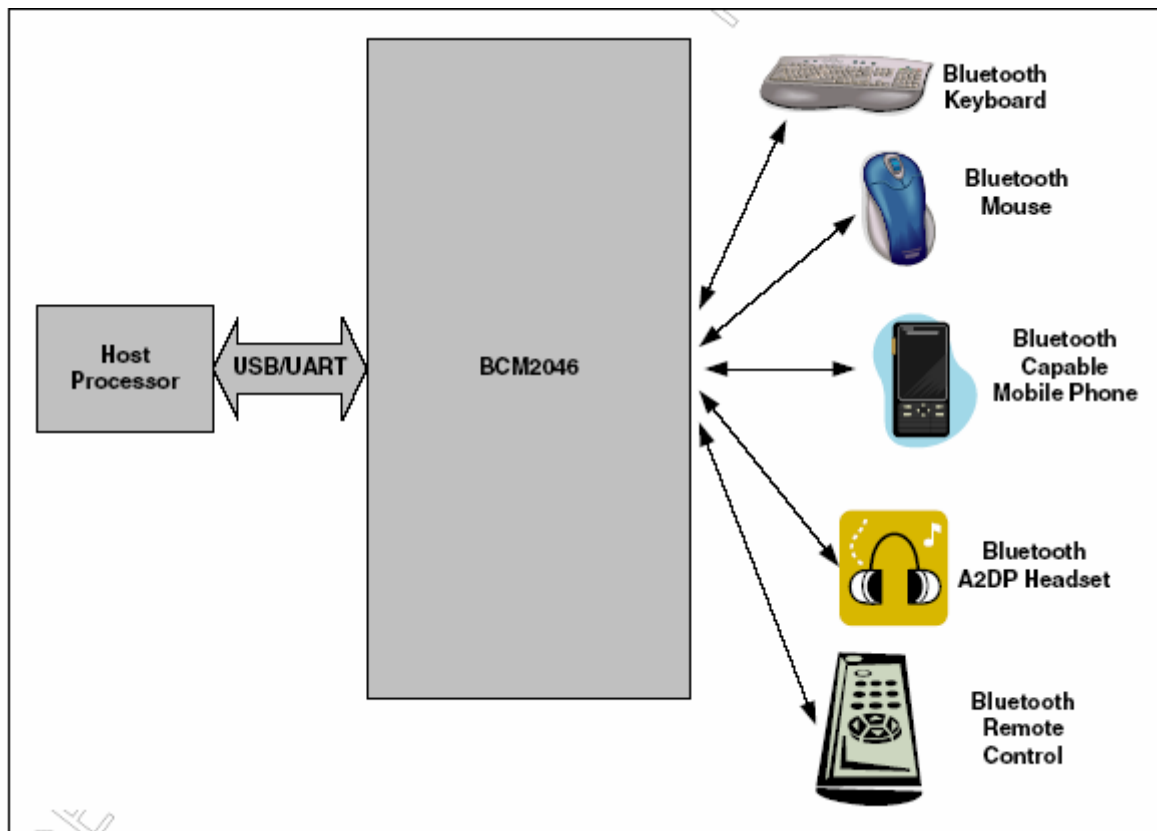 Bluetooth
Keyboard
Bluetooth
Mouse
Host
Processor
USB/UART
BCM2046
Bluetooth
Capable
Mobile Phone
Bluetooth
A2DP Headset
Bluetooth
Remote
Control